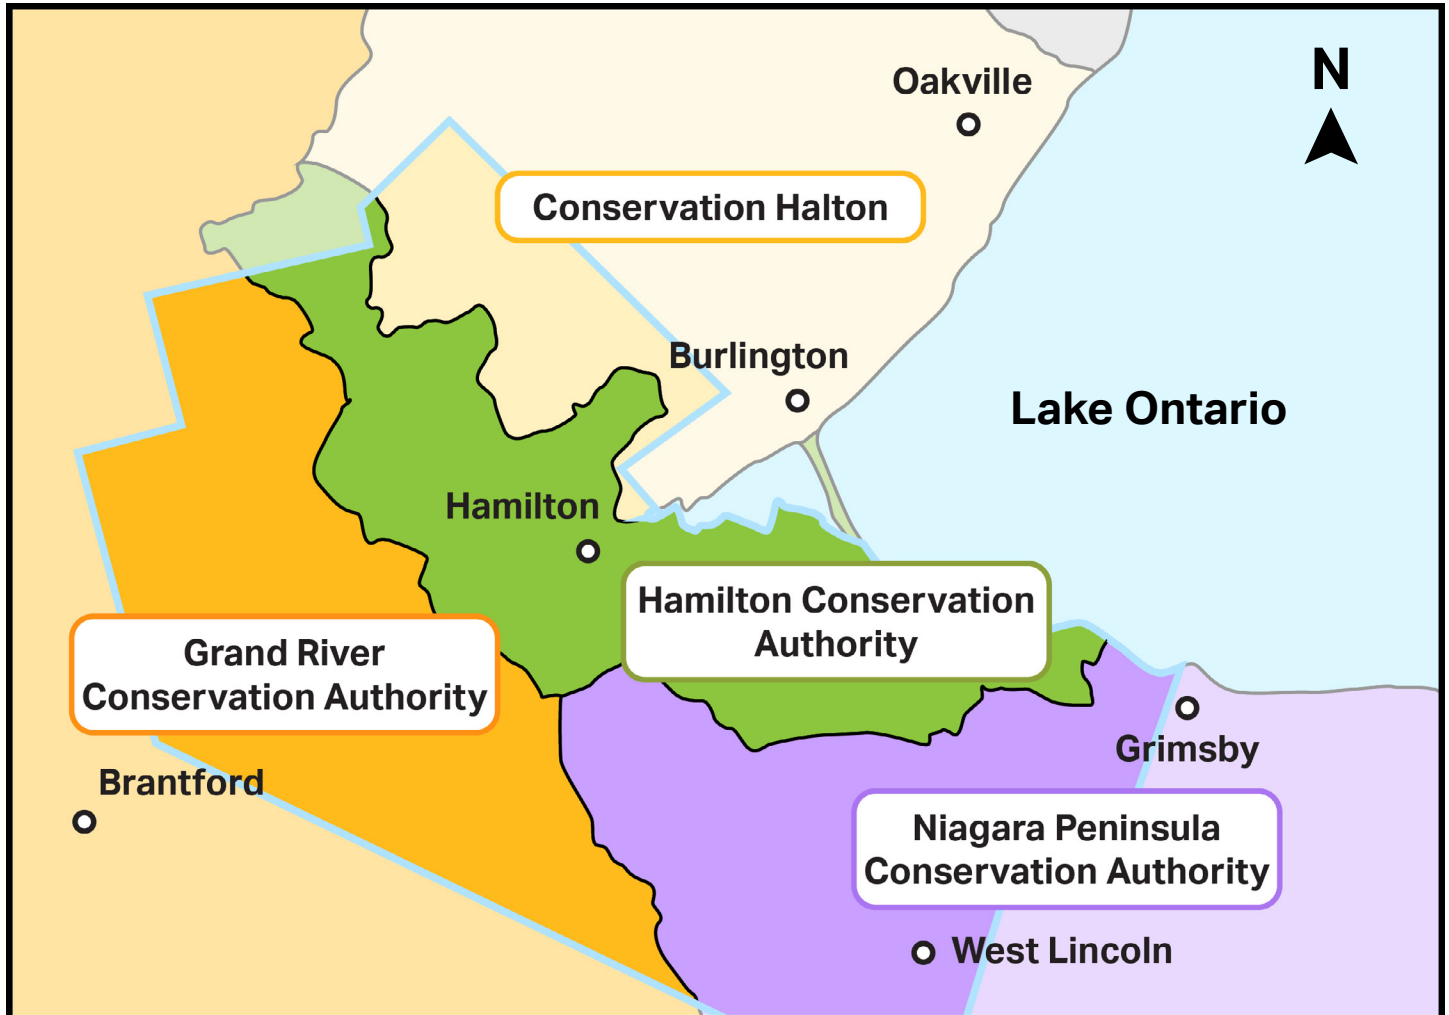 N
Oakville
Conservation Halton
Burlington
Lake Ontario
Hamilton
Hamilton Conservation
Authority
Grand River
Conservation Authority
Grimsby
Brantford
Niagara Peninsula
Conservation Authority
West Lincoln